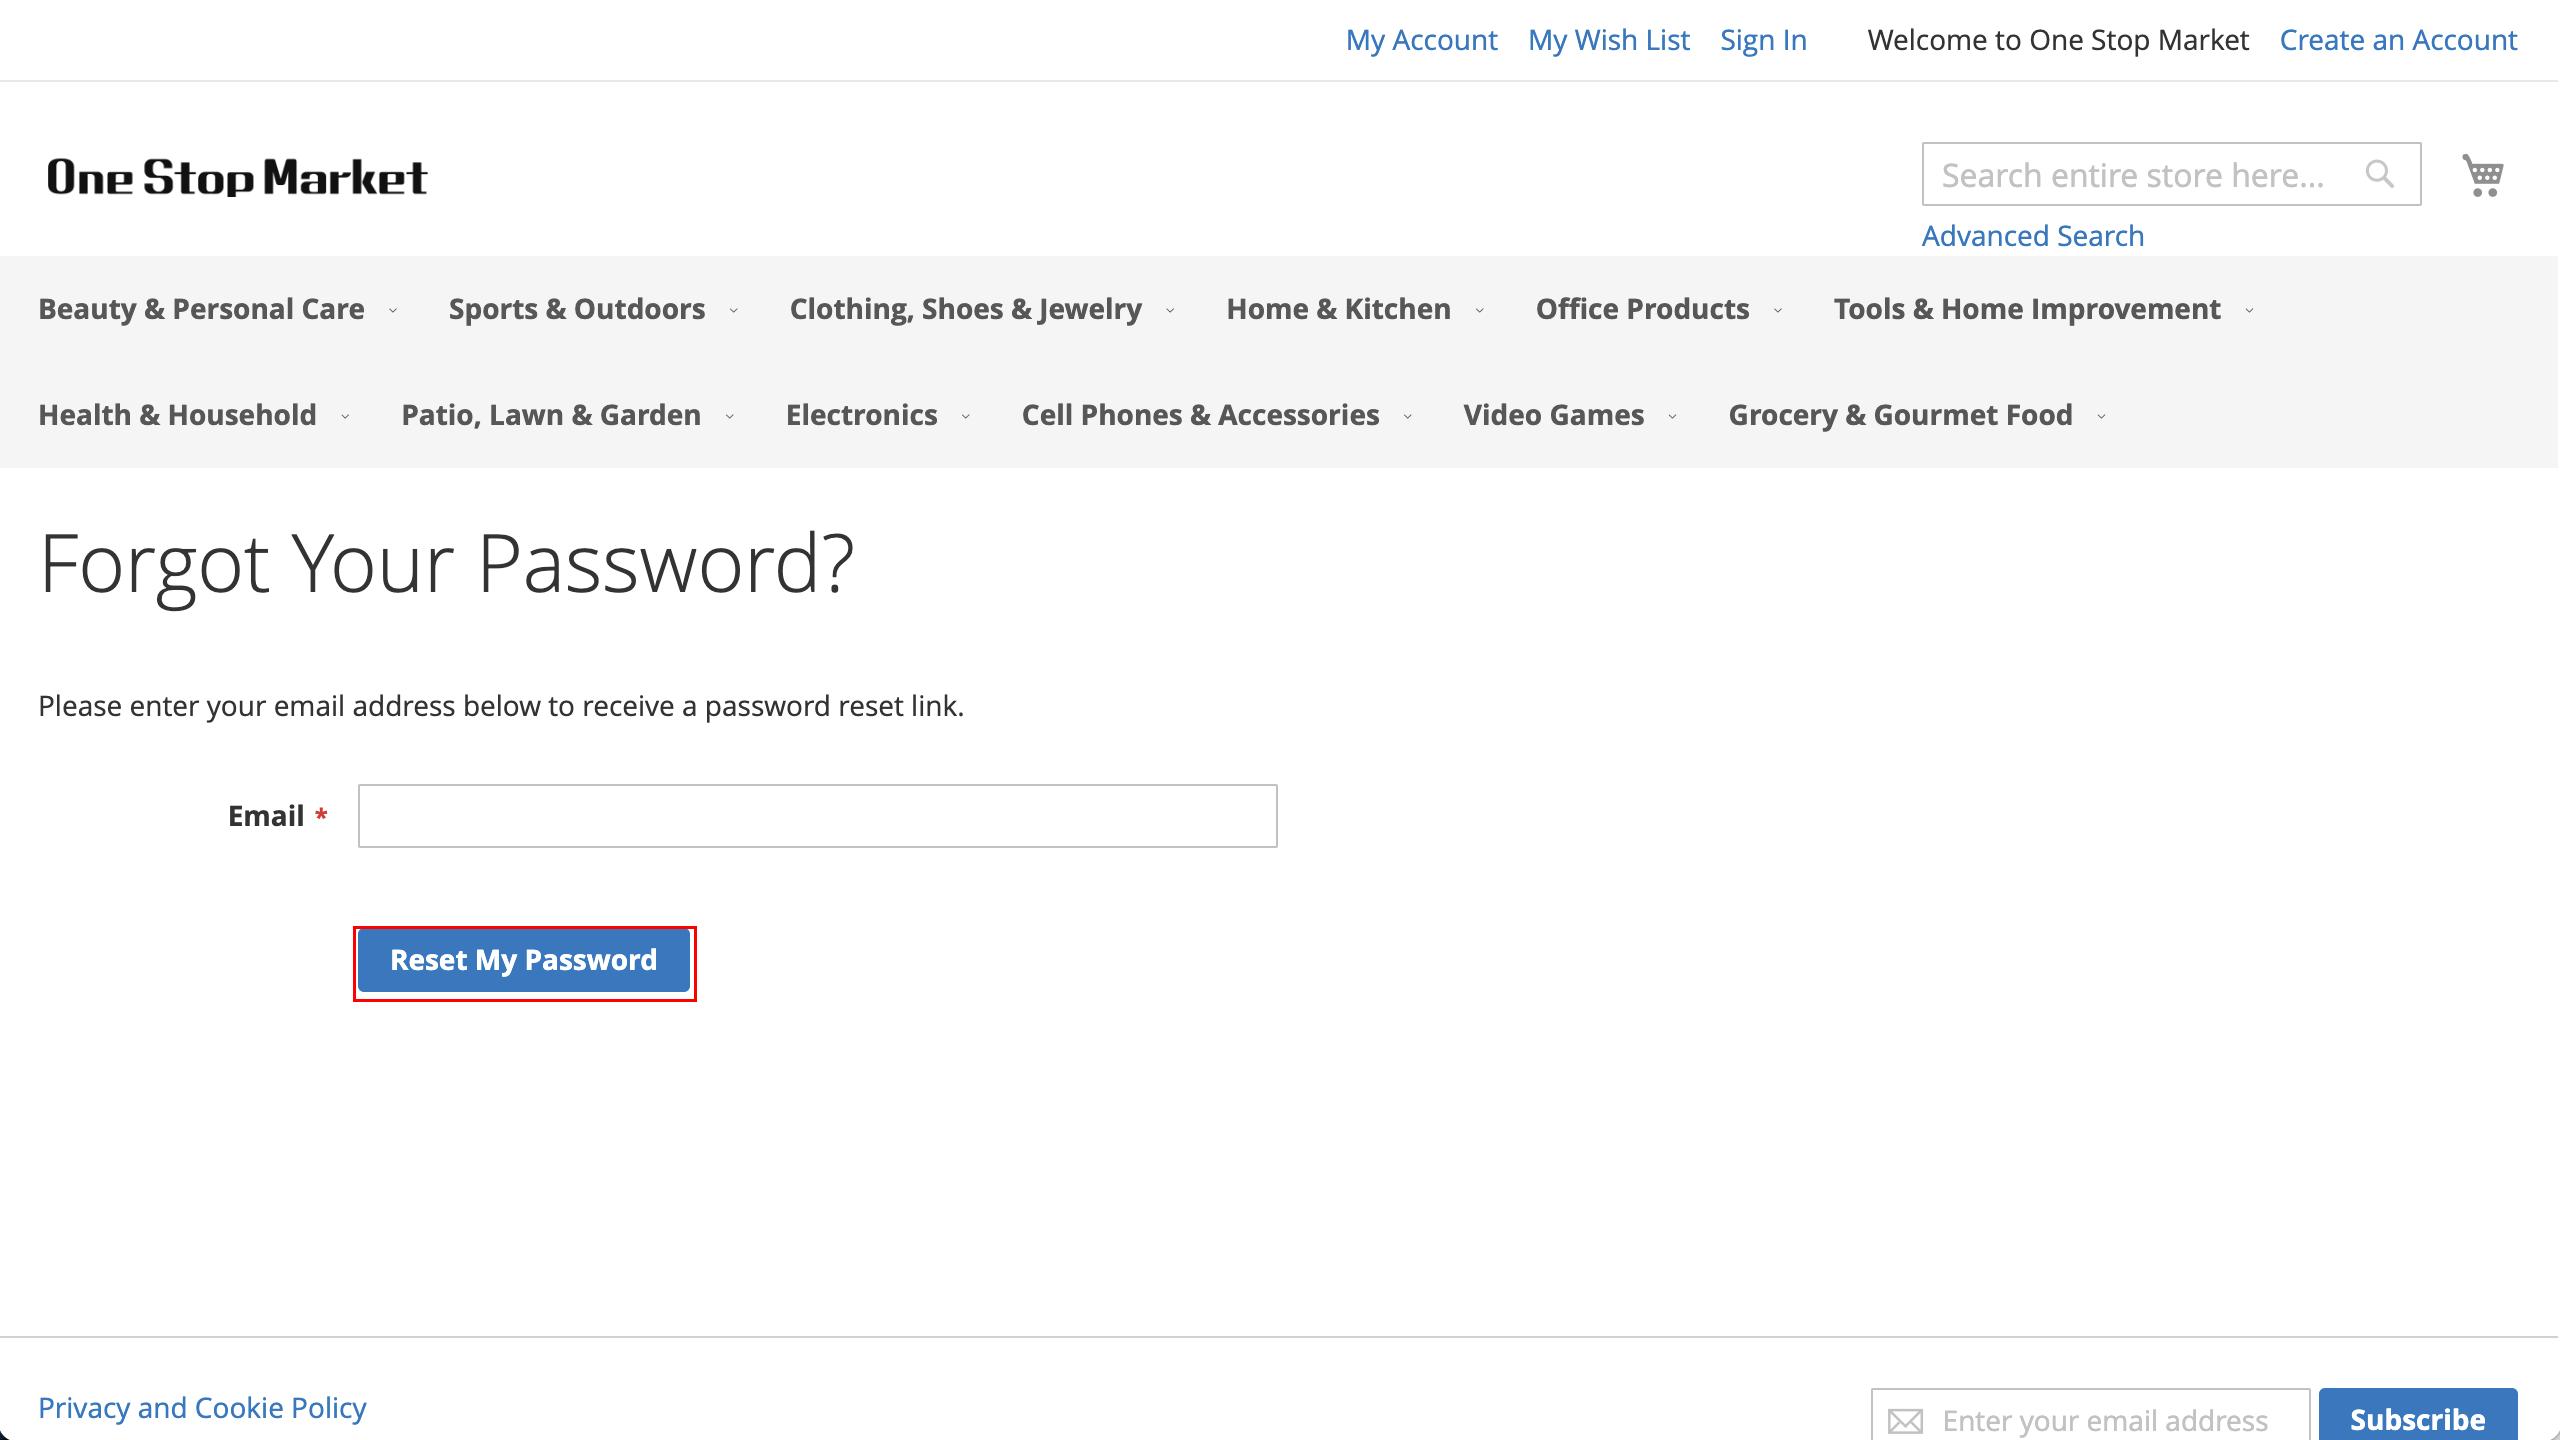 My Account My Wish List Sign In Welcome to One Stop Market Create an Account
One Stop Market
Search entire store here...
Advanced Search
Beauty & Personal Care Sports & Outdoors Clothing, Shoes & Jewelry Home & Kitchen Office Products Tools & Home Improvement
Health & Household Patio, Lawn & Garden Electronics Cell Phones & Accessories Video Games Grocery & Gourmet Food
Forgot Your Password?
Please enter your email address below to receive a password reset link.
Email *
Reset My Password
Privacy and Cookie Policy
Enter your email address Subscribe